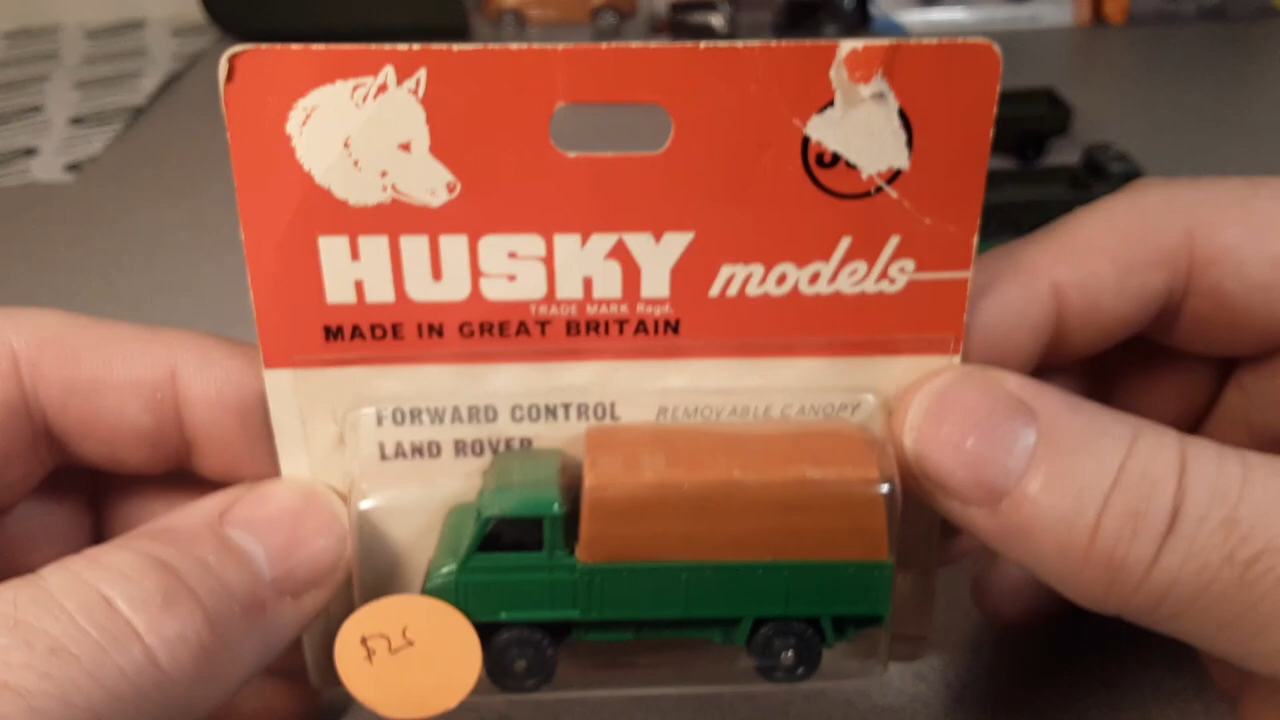 HUSKY models
TRADE MARK Regd.
MADE IN GREAT BRITAIN
FORWARD CONTROL REMOVABLE CANOPY
LAND ROVER
$25